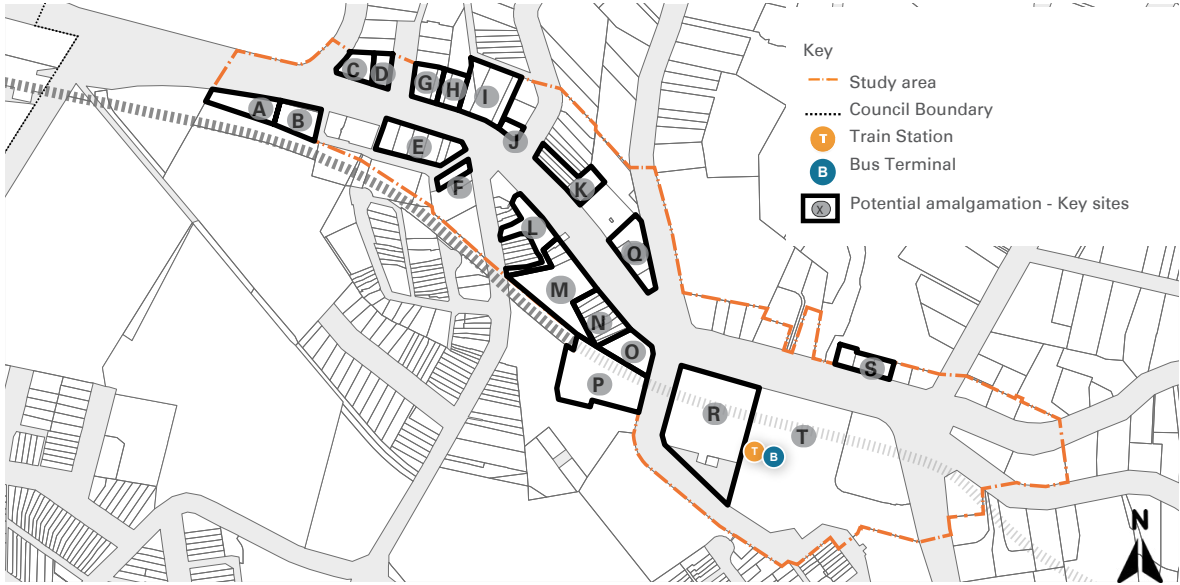 Key
Study area
Council Boundary
T Train Station
B Bus Terminal
X Potential amalgamation - Key sites
C D G H I
A B E J
F K
L Q
M N O
P S
R T
T B
N